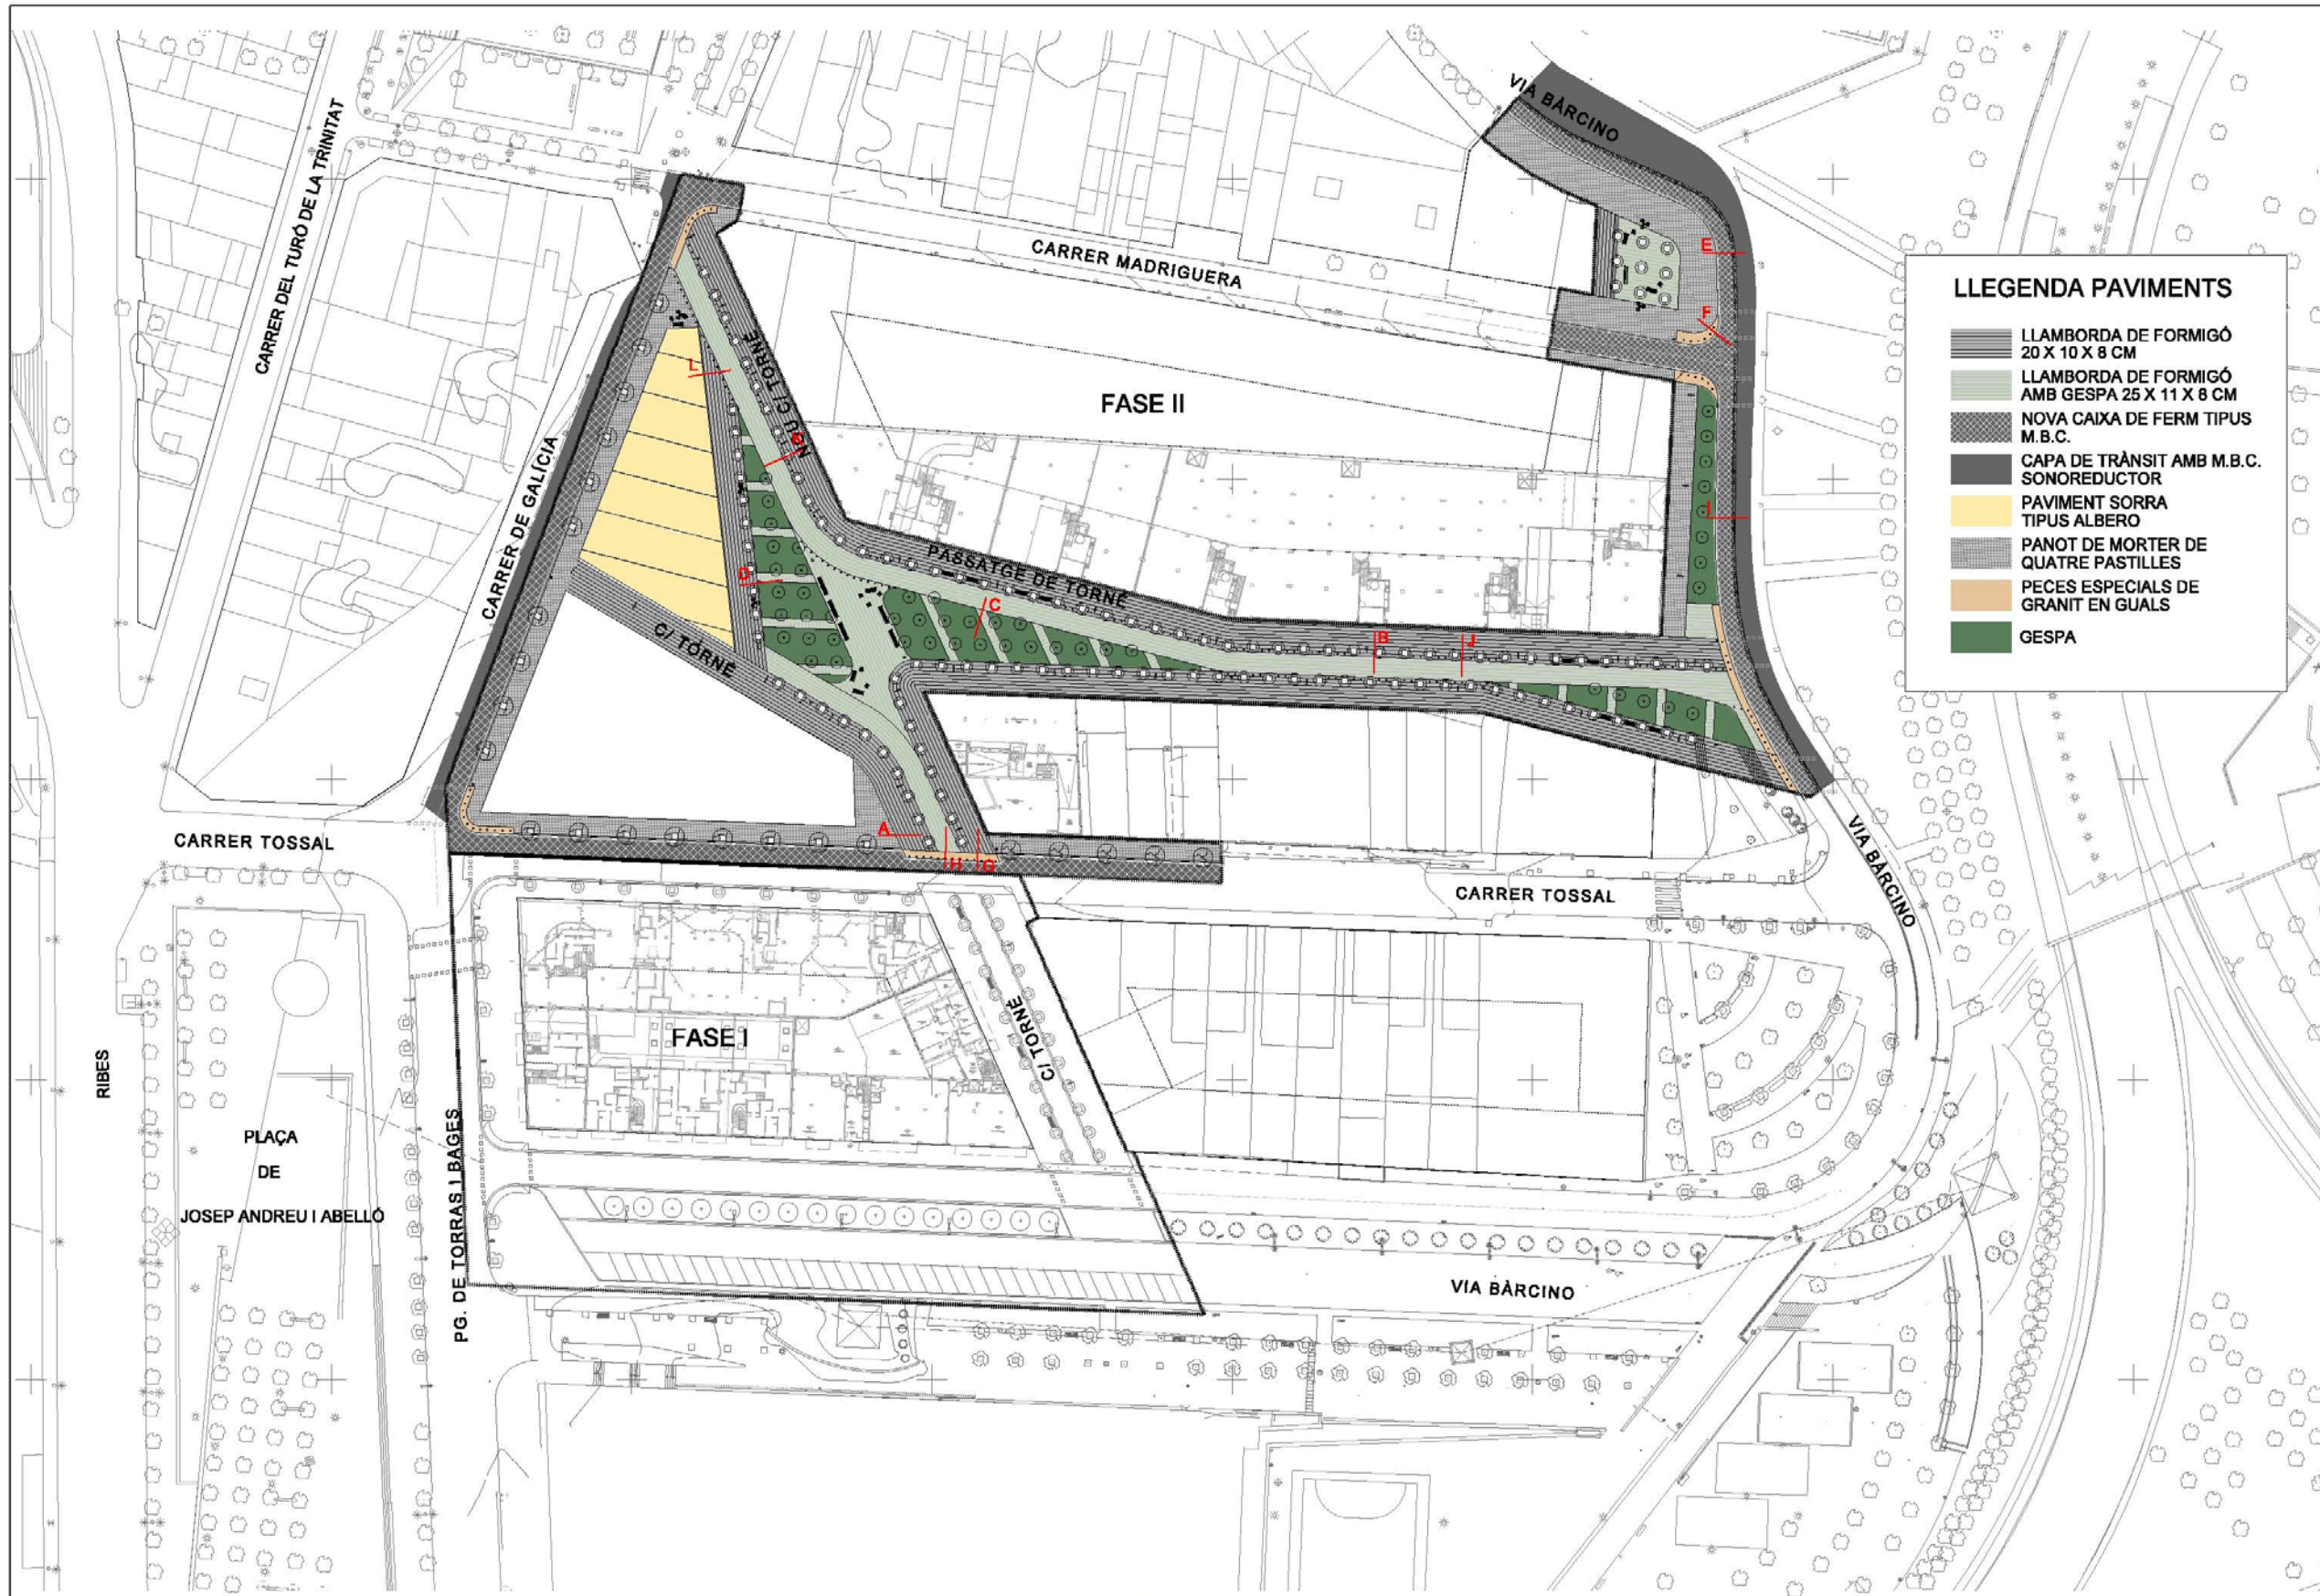 VIA BÀRCINO
CARRER DEL TURÓ DE LA TRINITAT
CARRER MADRIGUERA
E
F
LLEGENDA PAVIMENTS
LLAMBORDA DE FORMIGÓ
20 X 10 X 8 CM
LLAMBORDA DE FORMIGÓ
AMB GESPA 25 X 11 X 8 CM
NOVA CAIXA DE FERM TIPUS
M.B.C.
CAPA DE TRÀNSIT AMB M.B.C.
SONOREDUCTOR
PAVIMENT SORRA
TIPUS ALBERO
PANOT DE MORTER DE
QUATRE PASTILLES
PECES ESPECIALS DE
GRANIT EN GUALS
GESPA
L
NOU C/ TORNÉ
FASE II
CARRER DE GALÍCIA
I
PASSATGE DE TORNÉ
D
C
C/ TORNÉ
B
J
A
H
G
CARRER TOSSAL
VIA BÀRCINO
CARRER TOSSAL
FASE I
C/ TORNÉ
RIBES
PLAÇA
DE
JOSEP ANDREU I ABELLÓ
PG. DE TORRAS I BAGES
VIA BÀRCINO